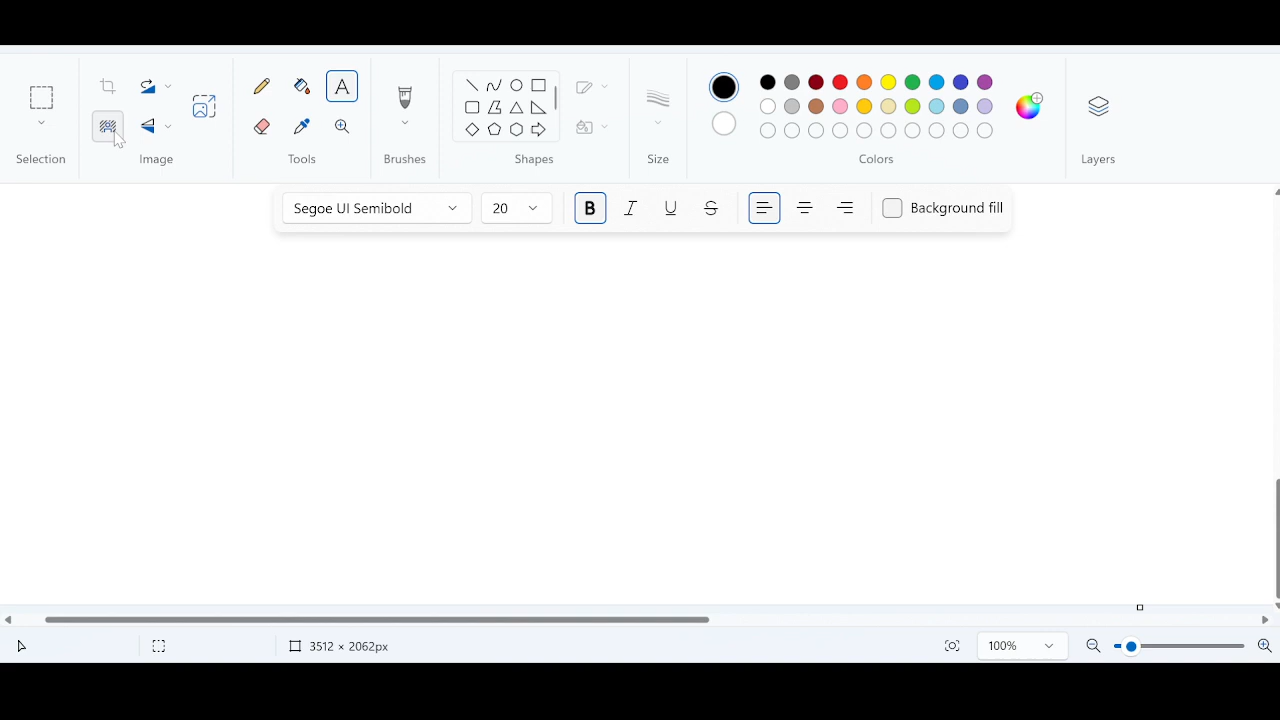 A
Selection
Image
Tools
Brushes
Shapes
Size
Colors
Layers
Segoe UI Semibold
20
B
I
U
S
Background fill
3512 × 2062px
100%